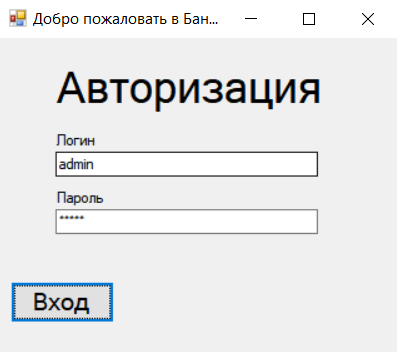 Добро пожаловать в Бан...
Авторизация
Логин
admin
Пароль
*****
Вход